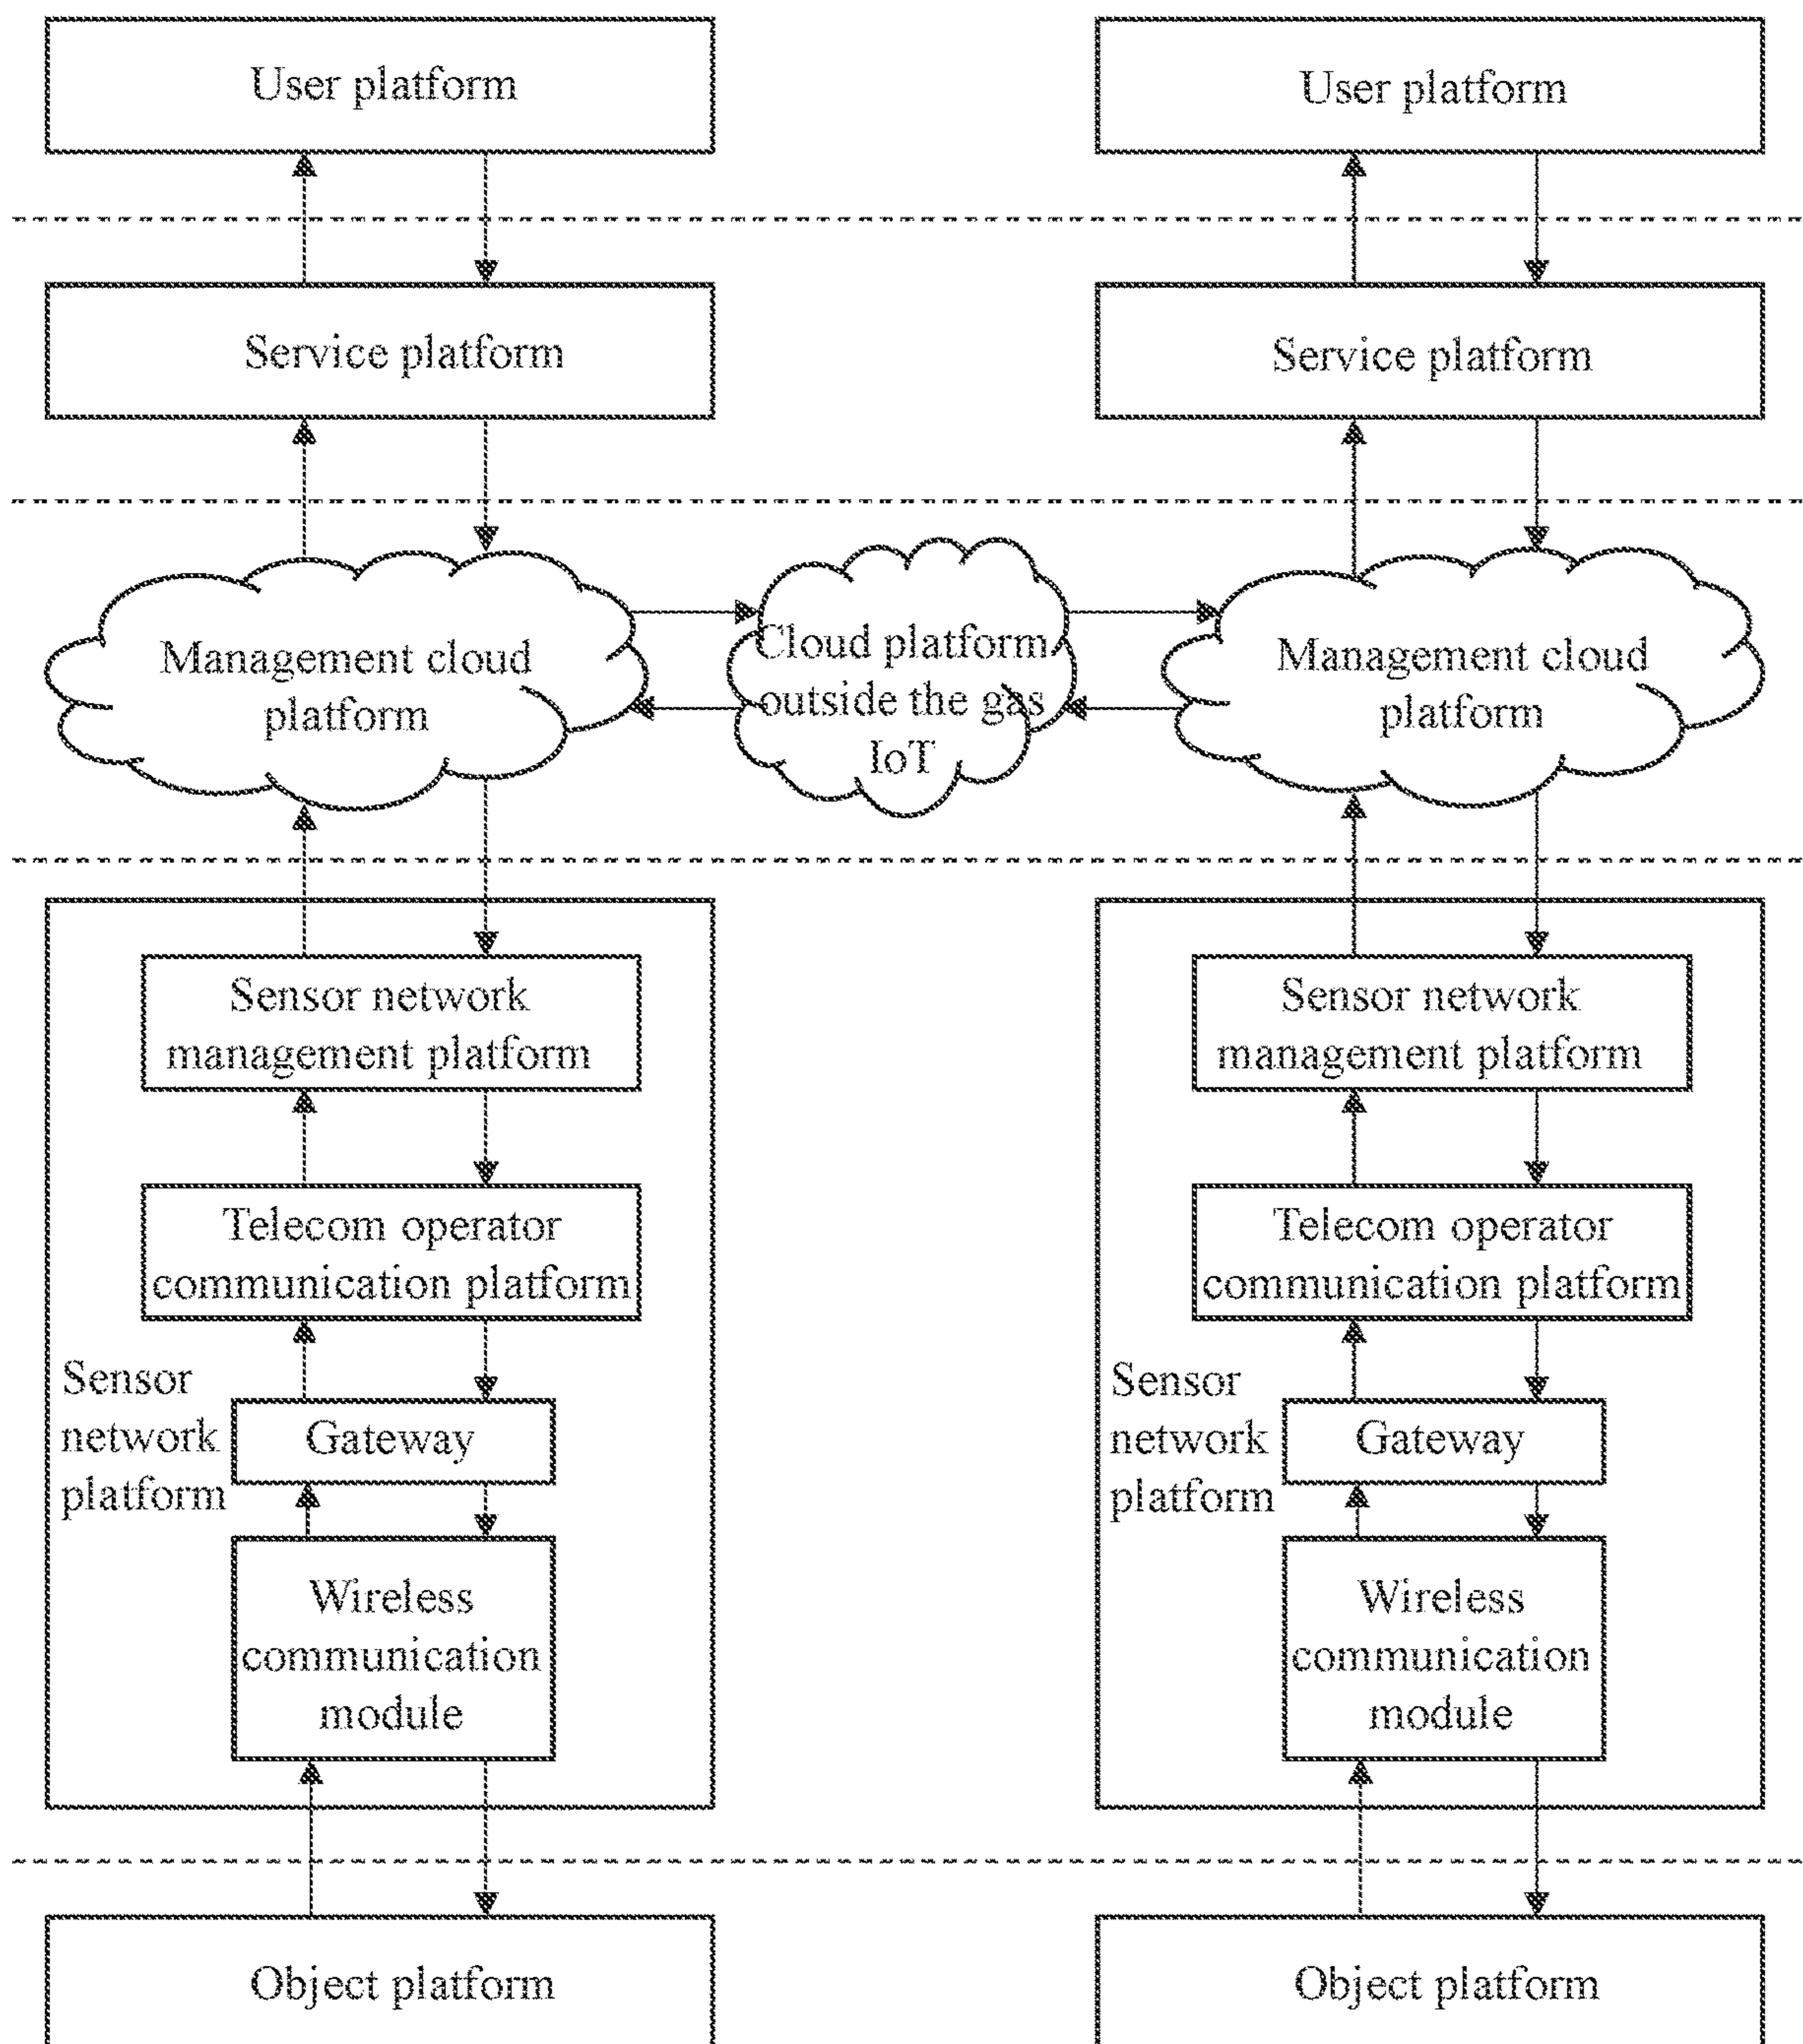 User platform
User platform
Service platform
Service platform
Management cloud
platform
Cloud platform
outside the gas
IoT
Management cloud
platform
Sensor network
management platform
Sensor network
management platform
Telecom operator
communication platform
Telecom operator
communication platform
Sensor
network
platform
Sensor
network
platform
Gateway
Gateway
Wireless
communication
module
Wireless
communication
module
Object platform
Object platform